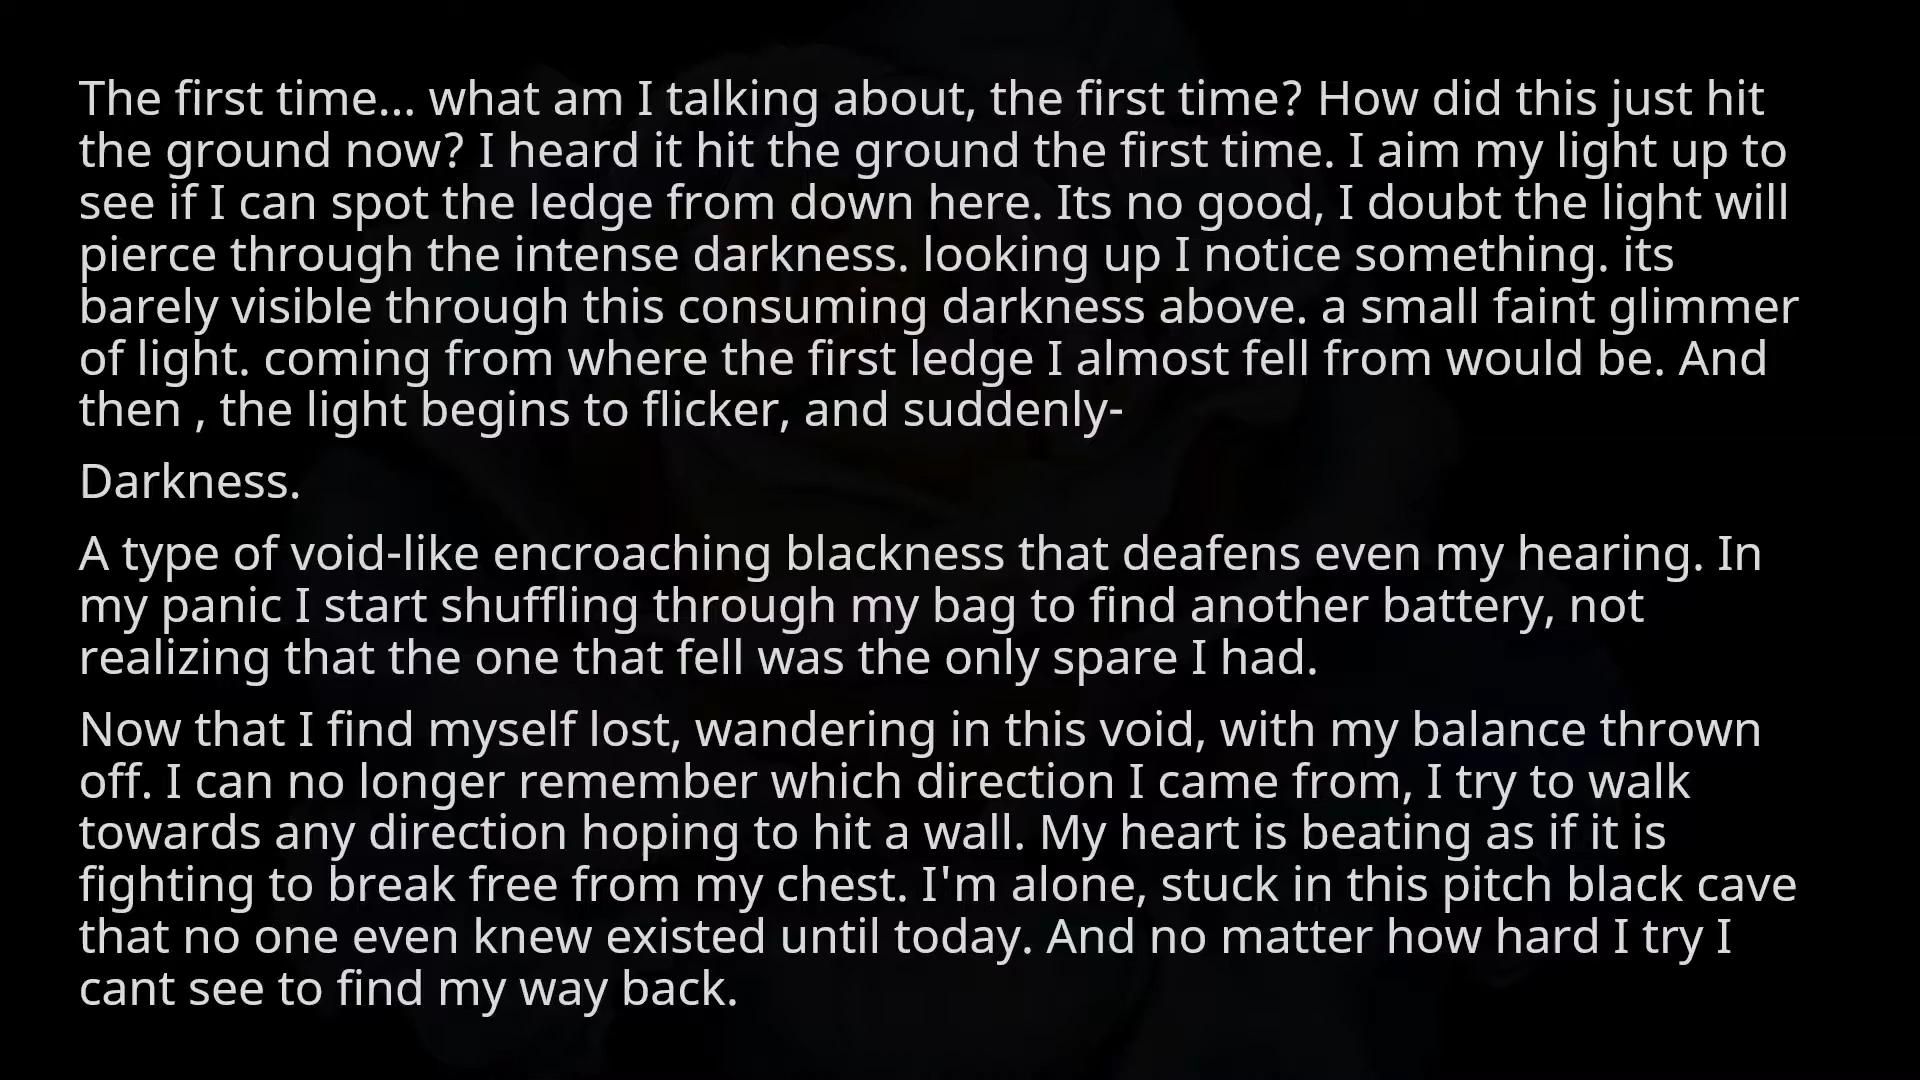 The first time... what am I talking about, the first time? How did this just hit
the ground now? I heard it hit the ground the first time. I aim my light up to
see if I can spot the ledge from down here. Its no good, I doubt the light will
pierce through the intense darkness. looking up I notice something. its
barely visible through this consuming darkness above. a small faint glimmer
of light. coming from where the first ledge I almost fell from would be. And
then , the light begins to flicker, and suddenly-
Darkness.
A type of void-like encroaching blackness that deafens even my hearing. In
my panic I start shuffling through my bag to find another battery, not
realizing that the one that fell was the only spare I had.
Now that I find myself lost, wandering in this void, with my balance thrown
off. I can no longer remember which direction I came from, I try to walk
towards any direction hoping to hit a wall. My heart is beating as if it is
fighting to break free from my chest. I'm alone, stuck in this pitch black cave
that no one even knew existed until today. And no matter how hard I try I
cant see to find my way back.